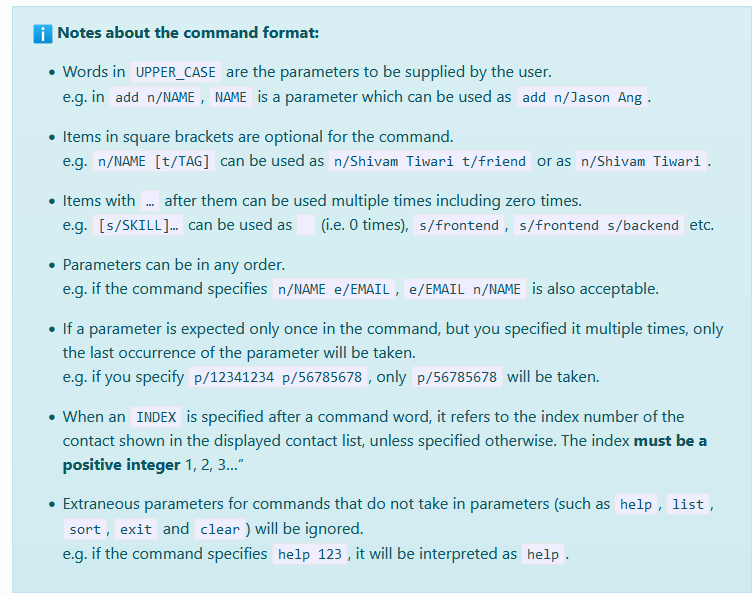 Notes about the command format:
• Words in UPPER_CASE are the parameters to be supplied by the user.
e.g. in add n/NAME, NAME is a parameter which can be used as add n/Jason Ang.
• Items in square brackets are optional for the command.
e.g. n/NAME [t/TAG] can be used as n/Shivam Tiwari t/friend or as n/Shivam Tiwari.
• Items with … after them can be used multiple times including zero times.
e.g. [s/SKILL]… can be used as   (i.e. 0 times), s/frontend, s/frontend s/backend etc.
• Parameters can be in any order.
e.g. if the command specifies n/NAME e/EMAIL, e/EMAIL n/NAME is also acceptable.
• If a parameter is expected only once in the command, but you specified it multiple times, only
the last occurrence of the parameter will be taken.
e.g. if you specify p/12341234 p/56785678, only p/56785678 will be taken.
• When an INDEX is specified after a command word, it refers to the index number of the
contact shown in the displayed contact list, unless specified otherwise. The index must be a
positive integer 1, 2, 3…”
• Extraneous parameters for commands that do not take in parameters (such as help, list,
sort, exit and clear) will be ignored.
e.g. if the command specifies help 123, it will be interpreted as help.